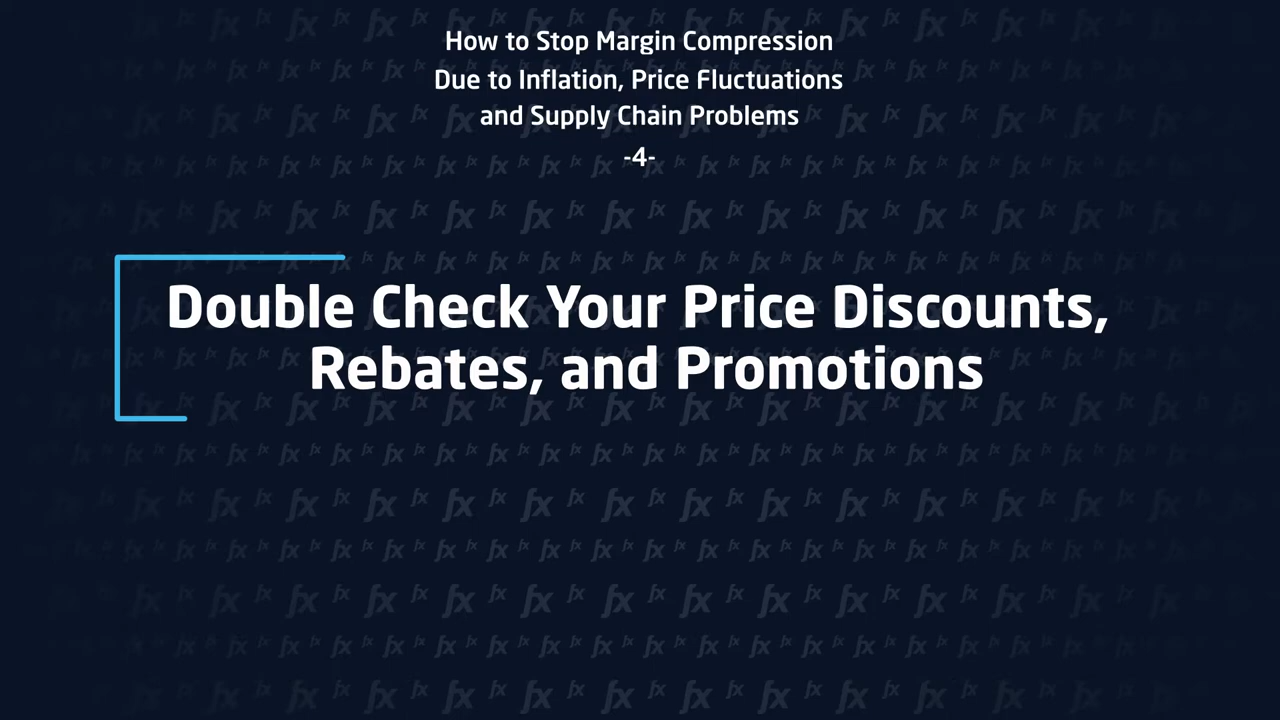 How to Stop Margin Compression
Due to Inflation, Price Fluctuations
and Supply Chain Problems
-4-
Double Check Your Price Discounts,
Rebates, and Promotions